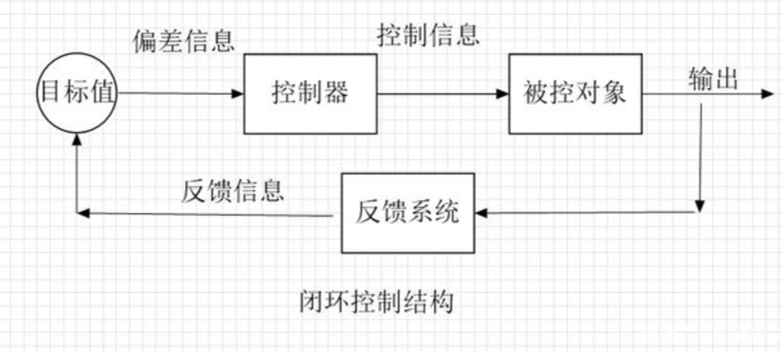 偏差信息
控制信息
目标值
控制器
被控对象
输出
反馈信息
反馈系统
闭环控制结构